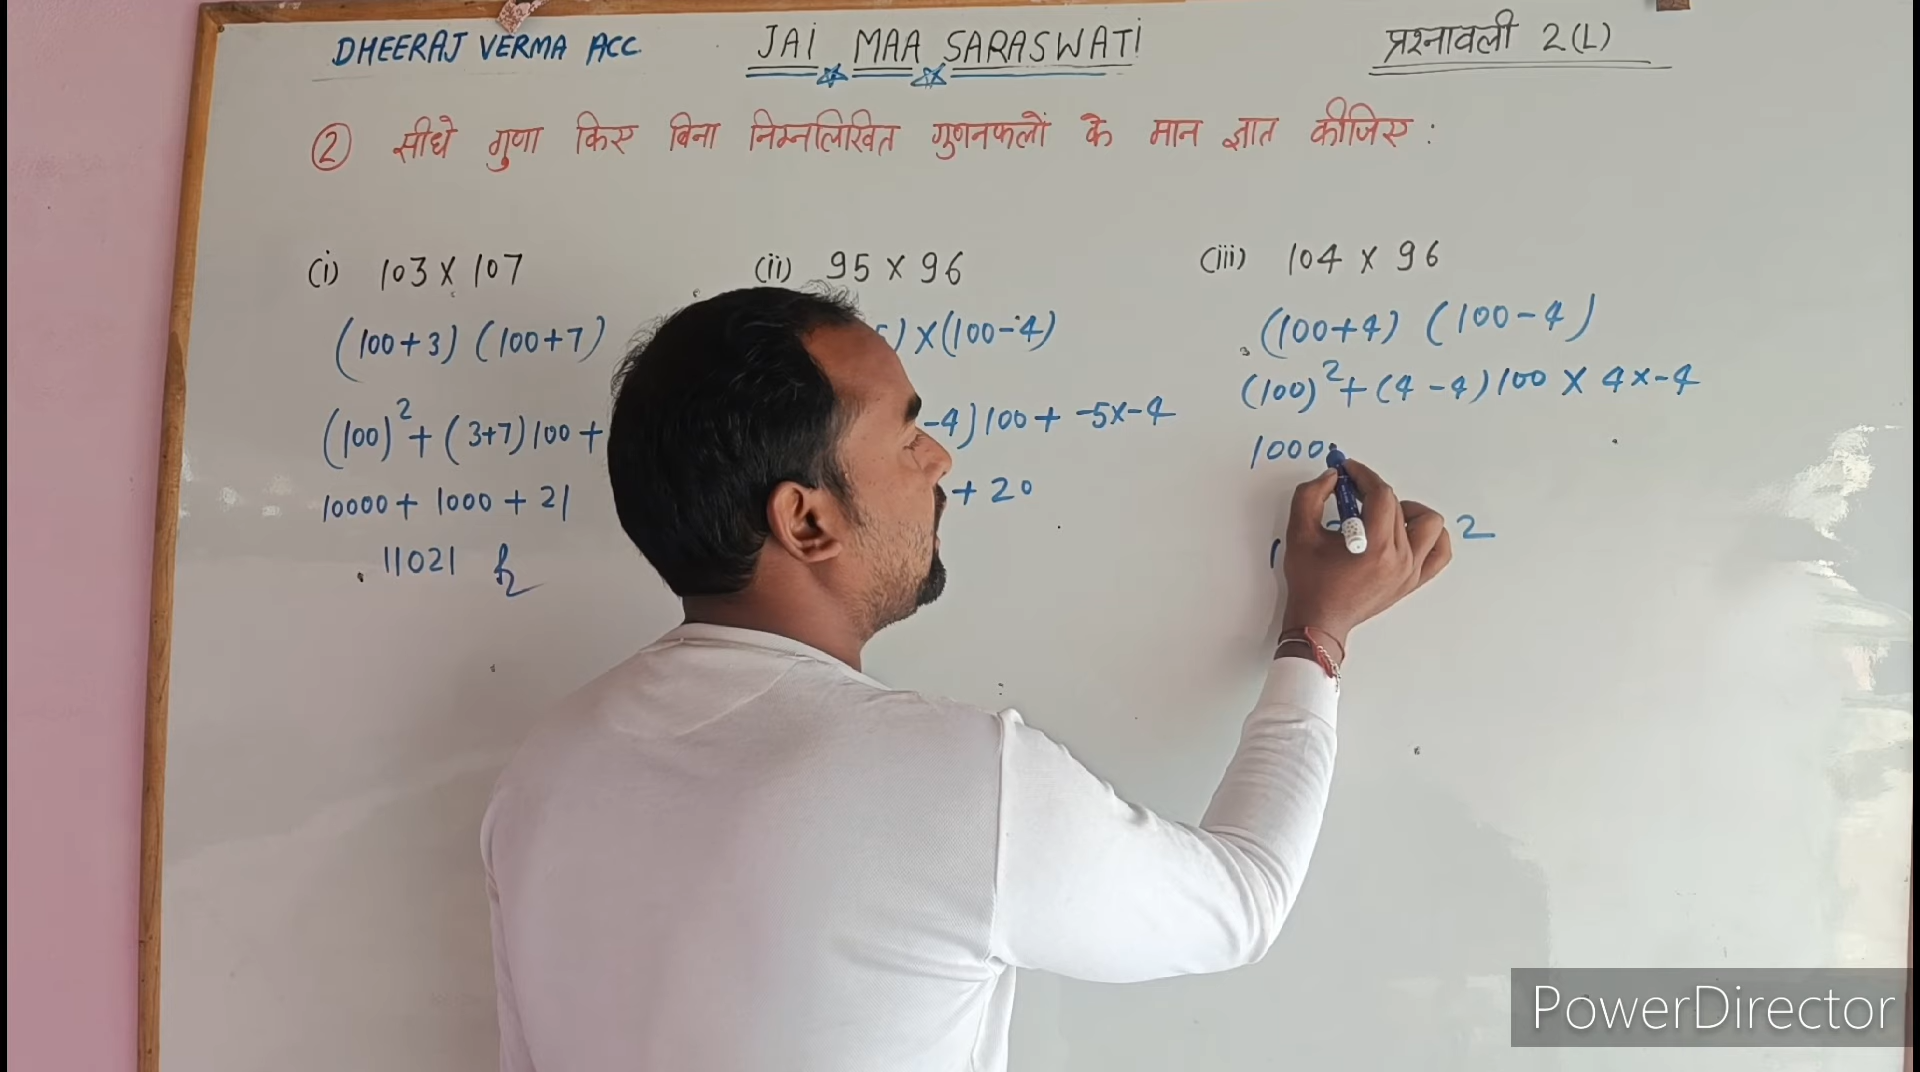 DHEERAJ VERMA ACC.
JAI MAA SARASWATI
प्रश्नावली 2(L)
② सीधे गुणा किए बिना निम्नलिखित गुणनफलों के मान ज्ञात कीजिए :
(i) 103 x 107
(100+3) (100+7)
(100)² + (3+7)100 +
10000 + 1000 + 21
11021
(ii) 95 x 96
) x (100-4)
-4)100 + -5x-4
+ 20
(iii) 104 x 96
(100+4) (100-4)
(100)² + (4-4)100 x 4x-4
1000
2
PowerDirector